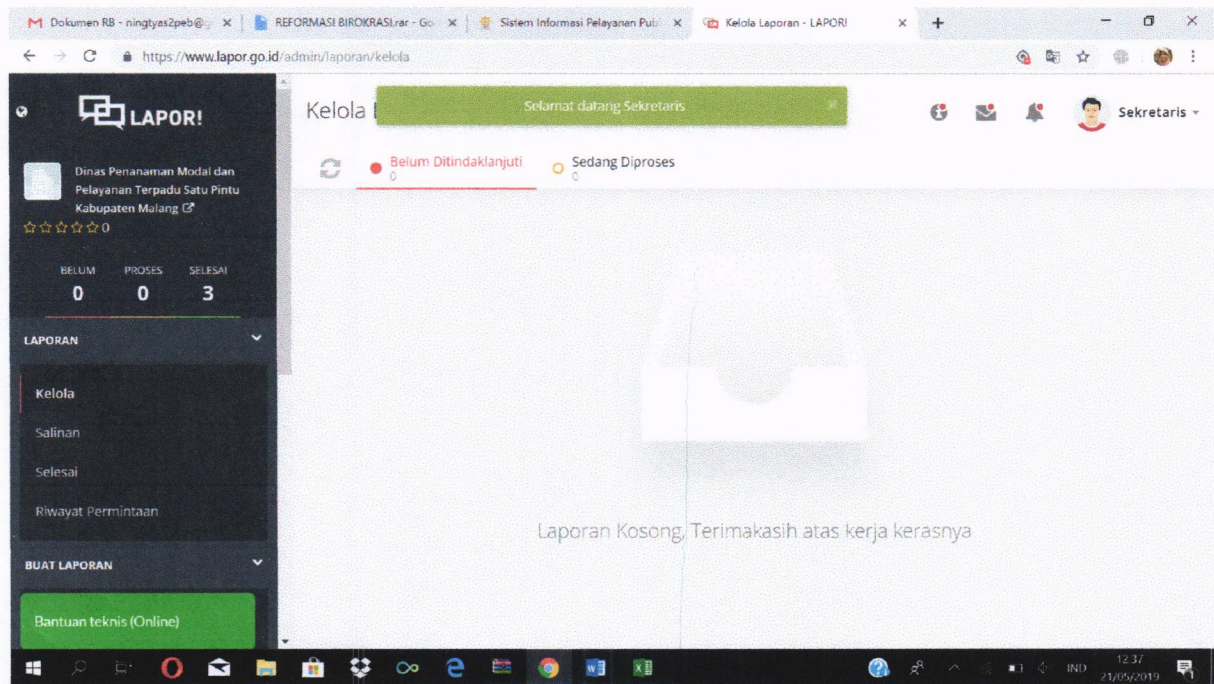 Dokumen RB - ningtyas2peb@g
REFORMASI BIROKRASI.rar - Go
Sistem Informasi Pelayanan Pub
Kelola Laporan - LAPOR!
https://www.lapor.go.id/admin/laporan/kelola
LAPOR!
Kelola
Selamat datang Sekretaris
Sekretaris
Dinas Penanaman Modal dan
Pelayanan Terpadu Satu Pintu
Kabupaten Malang
0
Belum Ditindaklanjuti
0
Sedang Diproses
0
BELUM PROSES SELESAI
0 0 3
LAPORAN
Kelola
Salinan
Selesai
Riwayat Permintaan
Laporan Kosong, Terimakasih atas kerja kerasnya
BUAT LAPORAN
Bantuan teknis (Online)
IND
12.37
21/05/2019